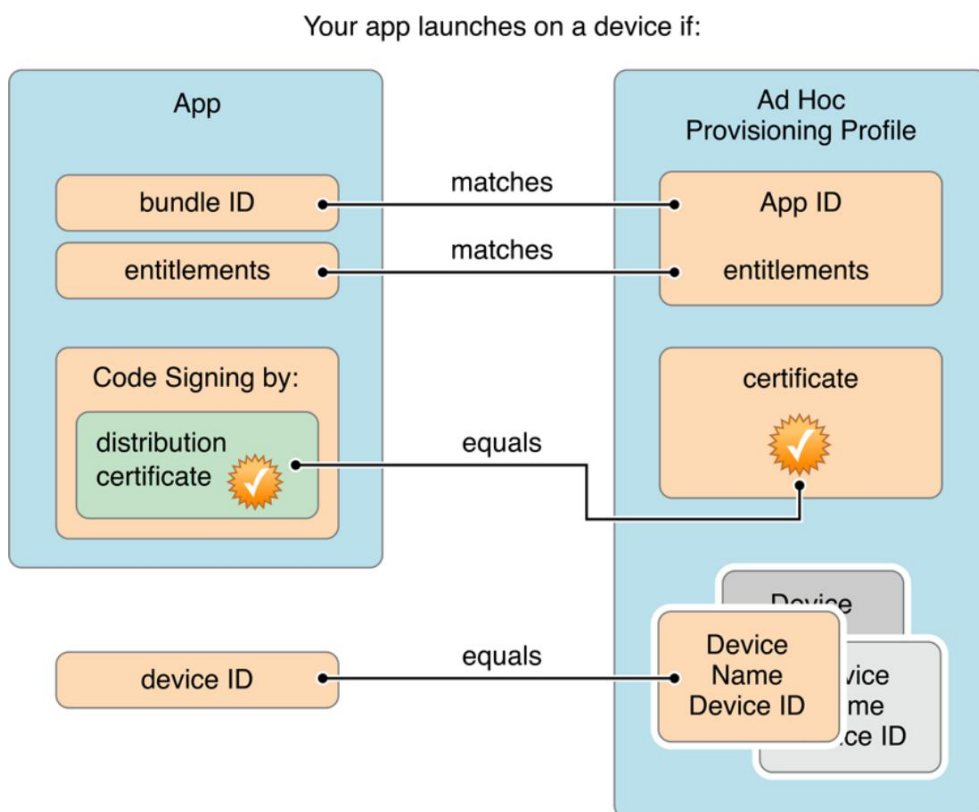 Your app launches on a device if:
App
Ad Hoc
Provisioning Profile
bundle ID
matches
App ID
entitlements
matches
entitlements
Code Signing by:
distribution
certificate
equals
certificate
device ID
equals
Device
Name
Device ID
Device